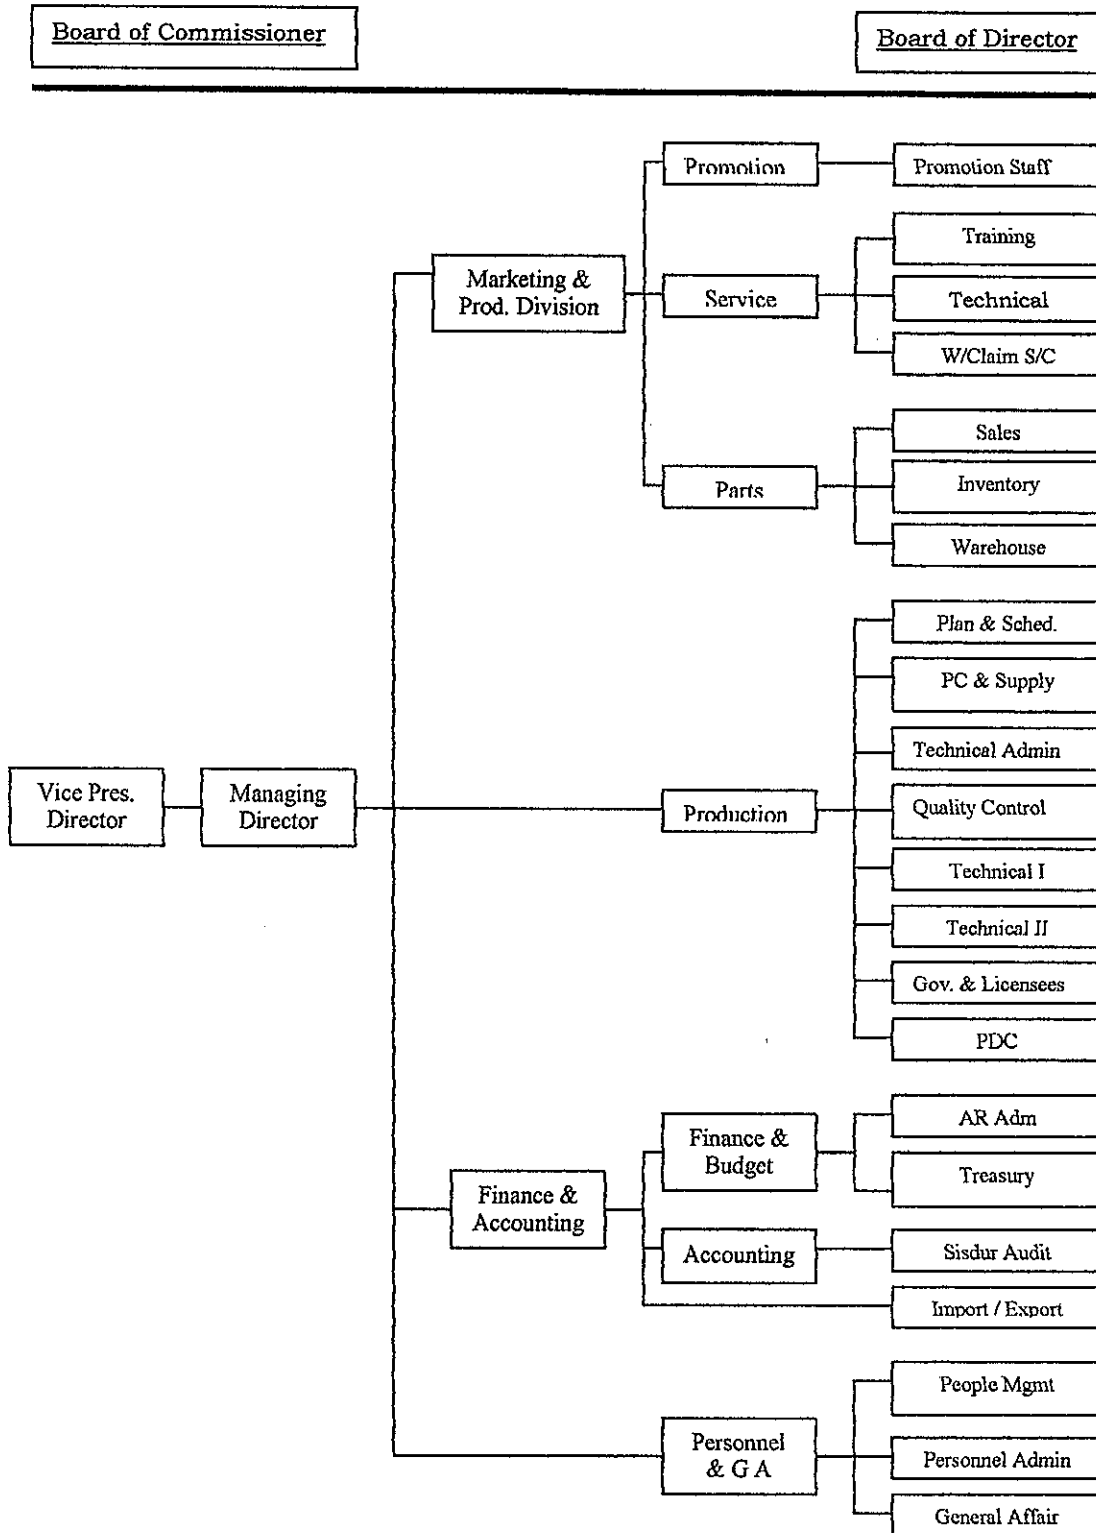 Board of Commissioner
Board of Director
Promotion
Promotion Staff
Training
Marketing &
Prod. Division
Service
Technical
W/Claim S/C
Sales
Parts
Inventory
Warehouse
Plan & Sched.
PC & Supply
Technical Admin
Vice Pres.
Director
Managing
Director
Production
Quality Control
Technical I
Technical II
Gov. & Licensees
PDC
AR Adm
Finance &
Budget
Treasury
Finance &
Accounting
Accounting
Sisdur Audit
Import / Export
People Mgmt
Personnel
& G A
Personnel Admin
General Affair